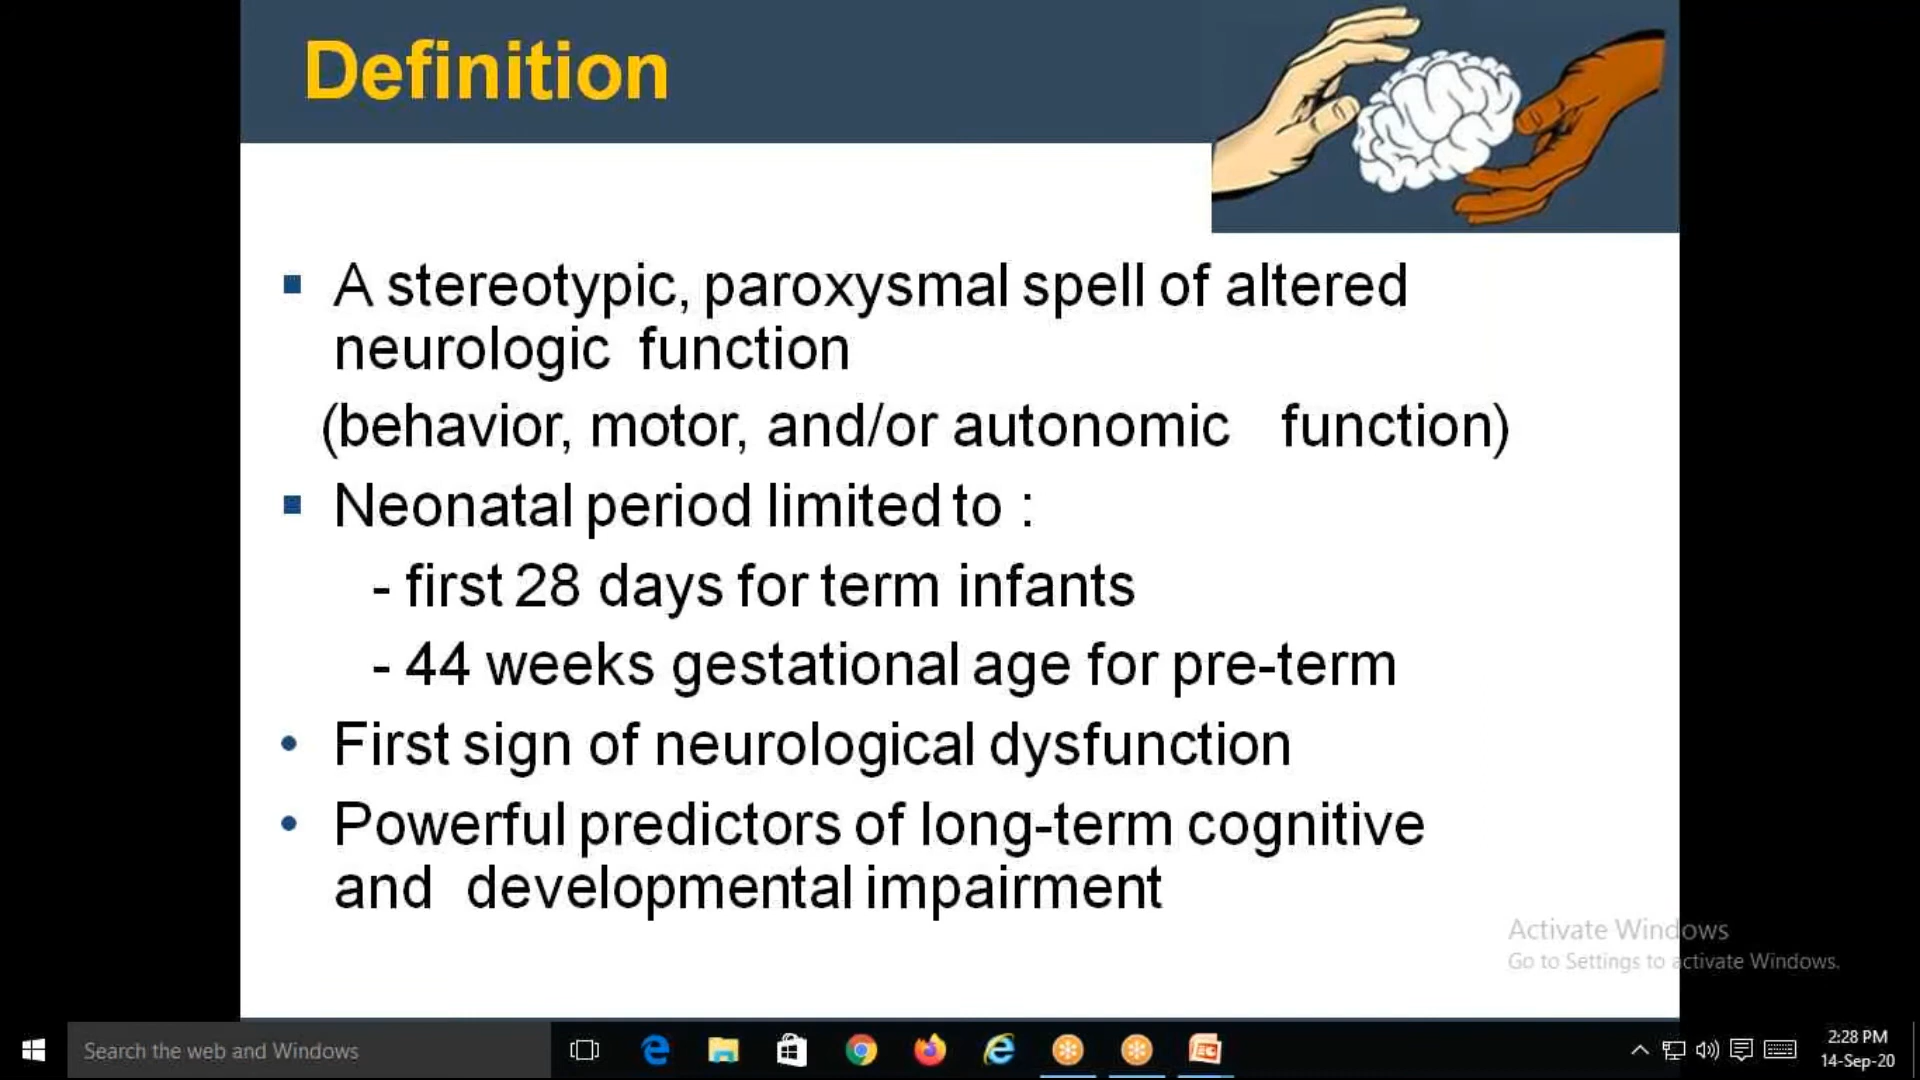 Definition
▪ A stereotypic, paroxysmal spell of altered
neurologic function
(behavior, motor, and/or autonomic function)
▪ Neonatal period limited to :
- first 28 days for term infants
- 44 weeks gestational age for pre-term
• First sign of neurological dysfunction
• Powerful predictors of long-term cognitive
and developmental impairment
Activate Windows
Go to Settings to activate Windows.
Search the web and Windows
2:28 PM
14-Sep-20